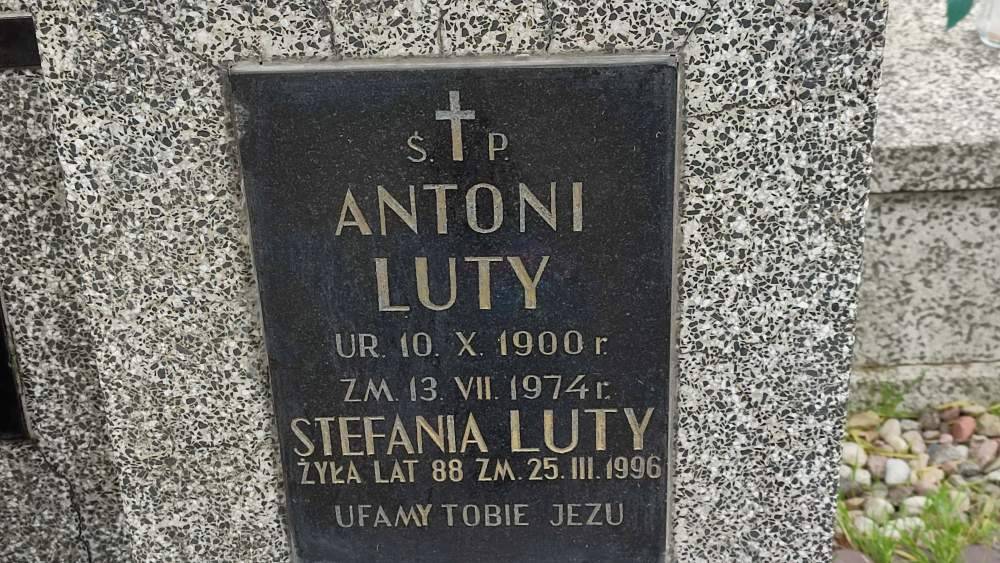 Ś. P.
ANTONI
LUTY
UR. 10. X. 1900 r.
ZM. 13. VII. 1974 r.
STEFANIA LUTY
ŻYŁA LAT 88 ZM. 25. III. 1996
UFAMY TOBIE JEZU